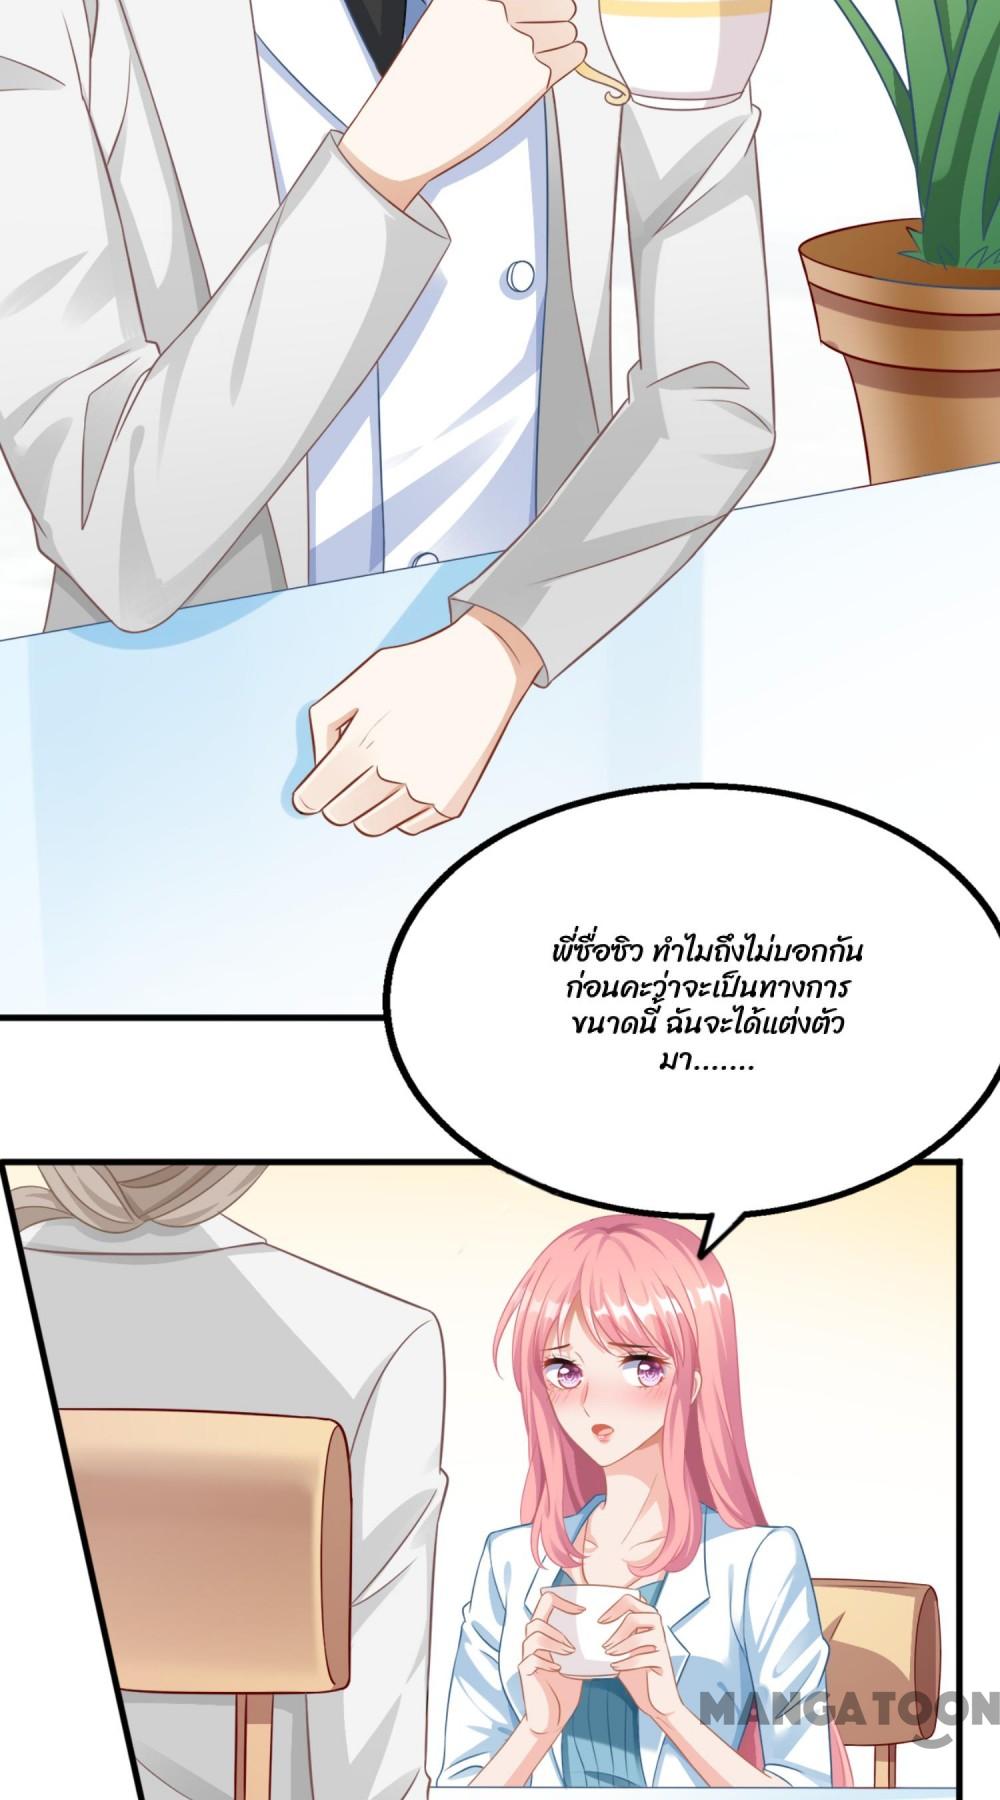 พี่ซื่อซิว ทำไมถึงไม่บอกกัน
ก่อนคะว่าจะเป็นทางการ
ขนาดนี้ ฉันจะได้แต่งตัว
มา.......
MANGATOON